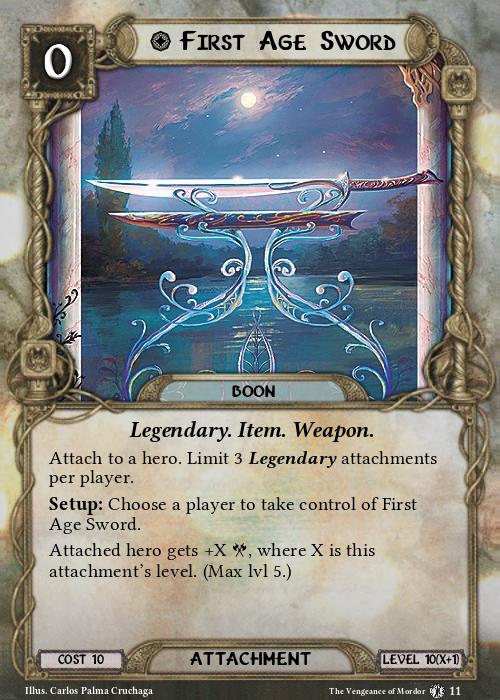 0
First Age Sword
BOON
Legendary. Item. Weapon.
Attach to a hero. Limit 3 Legendary attachments
per player.
Setup: Choose a player to take control of First
Age Sword.
Attached hero gets +X, where X is this
attachment's level. (Max lvl 5.)
COST 10
ATTACHMENT
LEVEL 10(X+1)
Illus. Carlos Palma Cruchaga
The Vengeance of Mordor 11